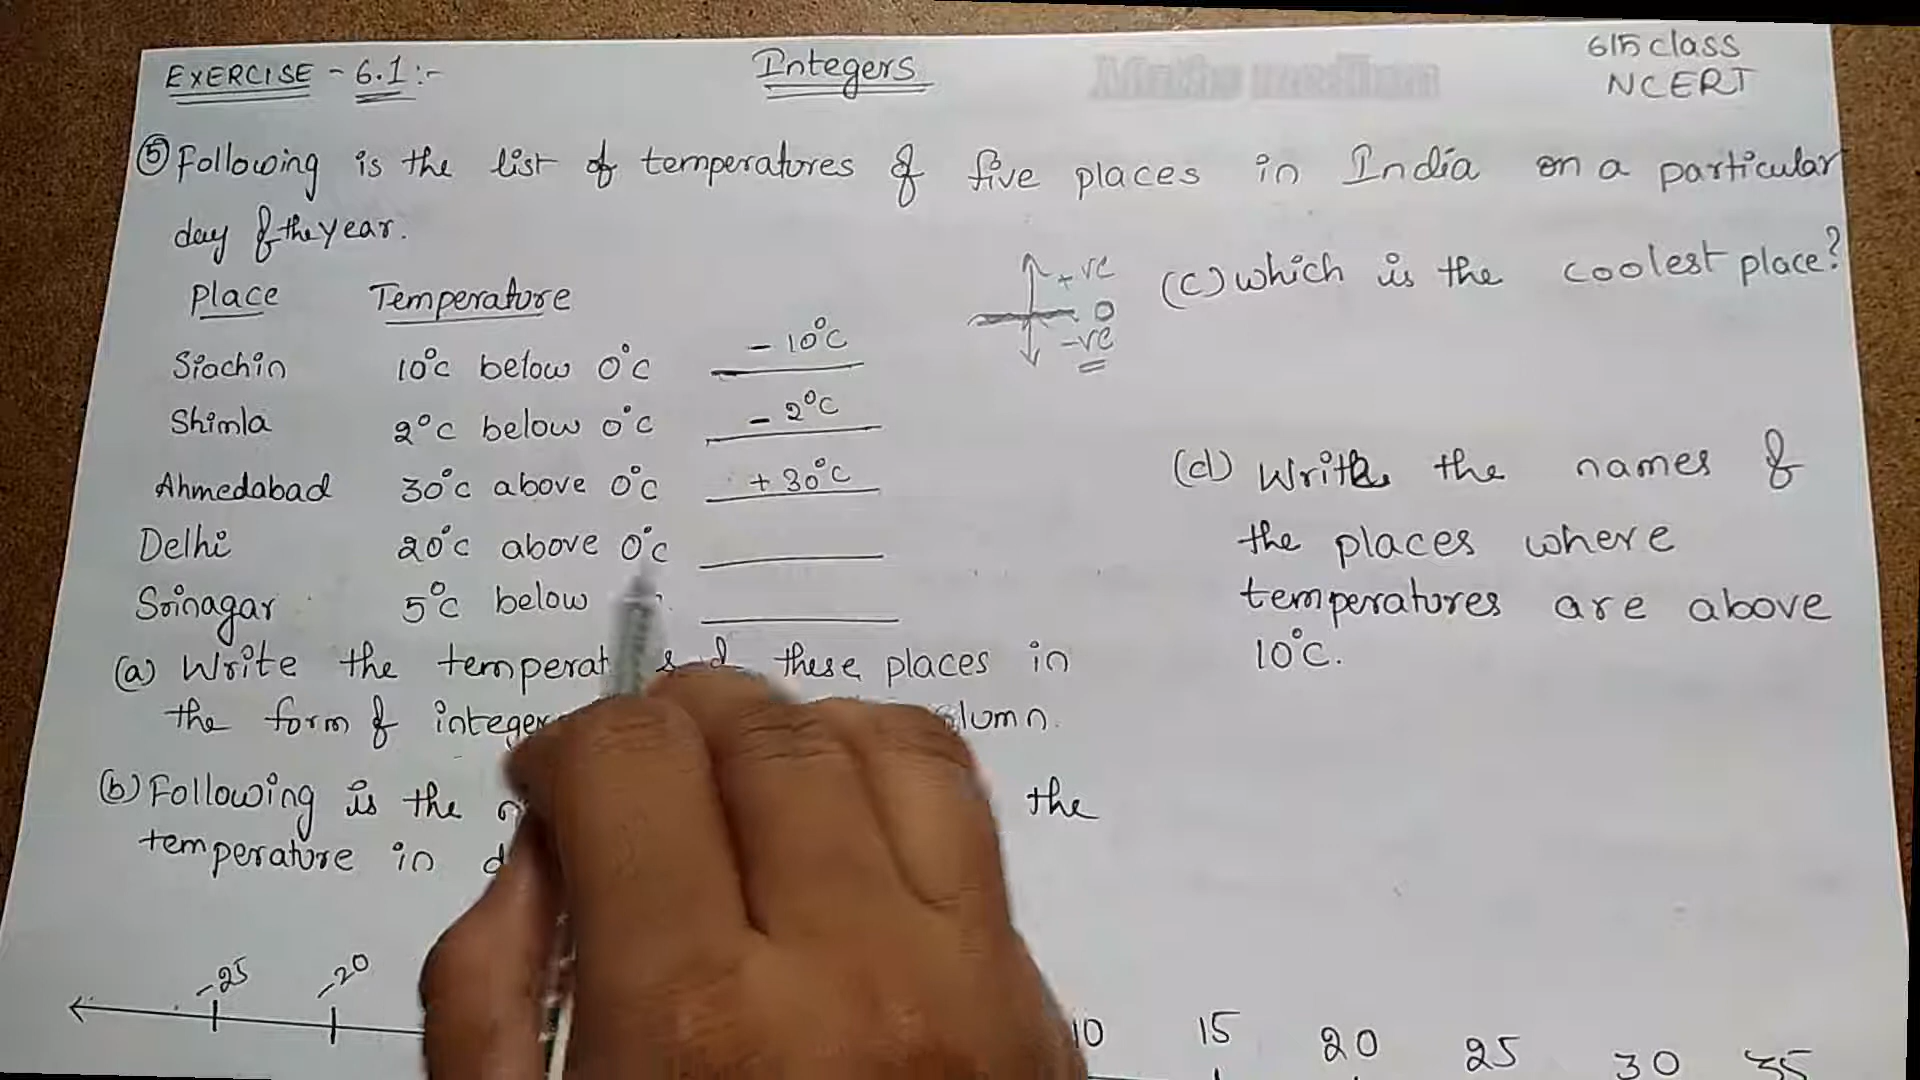 EXERCISE - 6.1 :-
Integers
6th class
NCERT
⑤ Following is the list of temperatures of five places in India on a particular
day of the year.
Place Temperature
Siachin 10°C below 0°C - 10°C
Shimla 2°C below 0°C - 2°C
Ahmedabad 30°C above 0°C + 30°C
Delhi 20°C above 0°C
Srinagar 5°C below
(a) Write the these places in
the form of
(b) Following is the the
temperature in
-25 -20 10 15 20 25 30 35
+ve
0
-ve
(c) which is the coolest place?
(d) Write the names of
the places where
temperatures are above
10°C.